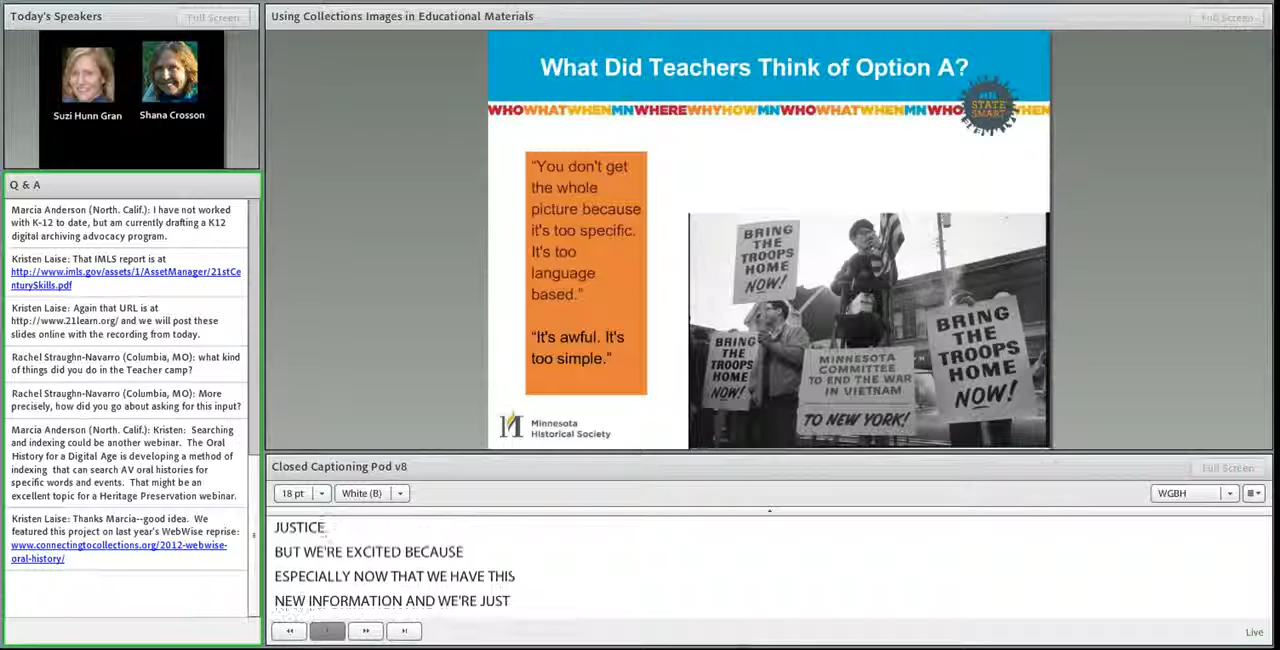 Today's Speakers
Full Screen
Suzi Hunn Gran
Shana Crosson
Q & A
Marcia Anderson (North. Calif.): I have not worked
with K-12 to date, but am currently drafting a K12
digital archiving advocacy program.
Kristen Laise: That IMLS report is at
http://www.imls.gov/assets/1/AssetManager/21stCe
nturySkills.pdf
Kristen Laise: Again that URL is at
http://www.21learn.org/ and we will post these
slides online with the recording from today.
Rachel Straughn-Navarro (Columbia, MO): what kind
of things did you do in the Teacher camp?
Rachel Straughn-Navarro (Columbia, MO): More
precisely, how did you go about asking for this input?
Marcia Anderson (North. Calif.): Kristen: Searching
and indexing could be another webinar. The Oral
History for a Digital Age is developing a method of
indexing that can search AV oral histories for
specific words and events. That might be an
excellent topic for a Heritage Preservation webinar.
Kristen Laise: Thanks Marcia--good idea. We
featured this project on last year's WebWise reprise:
www.connectingtocollections.org/2012-webwise-
oral-history/
Using Collections Images in Educational Materials
Full Screen
What Did Teachers Think of Option A?
WHOWHATWHENMNWHEREWHYHOWMNWHOWHATWHENMNWHO
HEN
MN
STATE
SMART
"You don't get
the whole
picture because
it's too specific.
It's too
language
based."
"It's awful. It's
too simple."
BRING
THE
TROOPS
HOME
NOW!
BRING
THE
TROOPS
HOME
NOW!
MINNESOTA
COMMITTEE
TO END THE WAR
IN VIETNAM
TO NEW YORK!
BRING
THE
TROOPS
HOME
NOW!
Minnesota
Historical Society
Closed Captioning Pod v8
Full Screen
18 pt
White (B)
WGBH
JUSTICE
BUT WE'RE EXCITED BECAUSE
ESPECIALLY NOW THAT WE HAVE THIS
NEW INFORMATION AND WE'RE JUST
Live